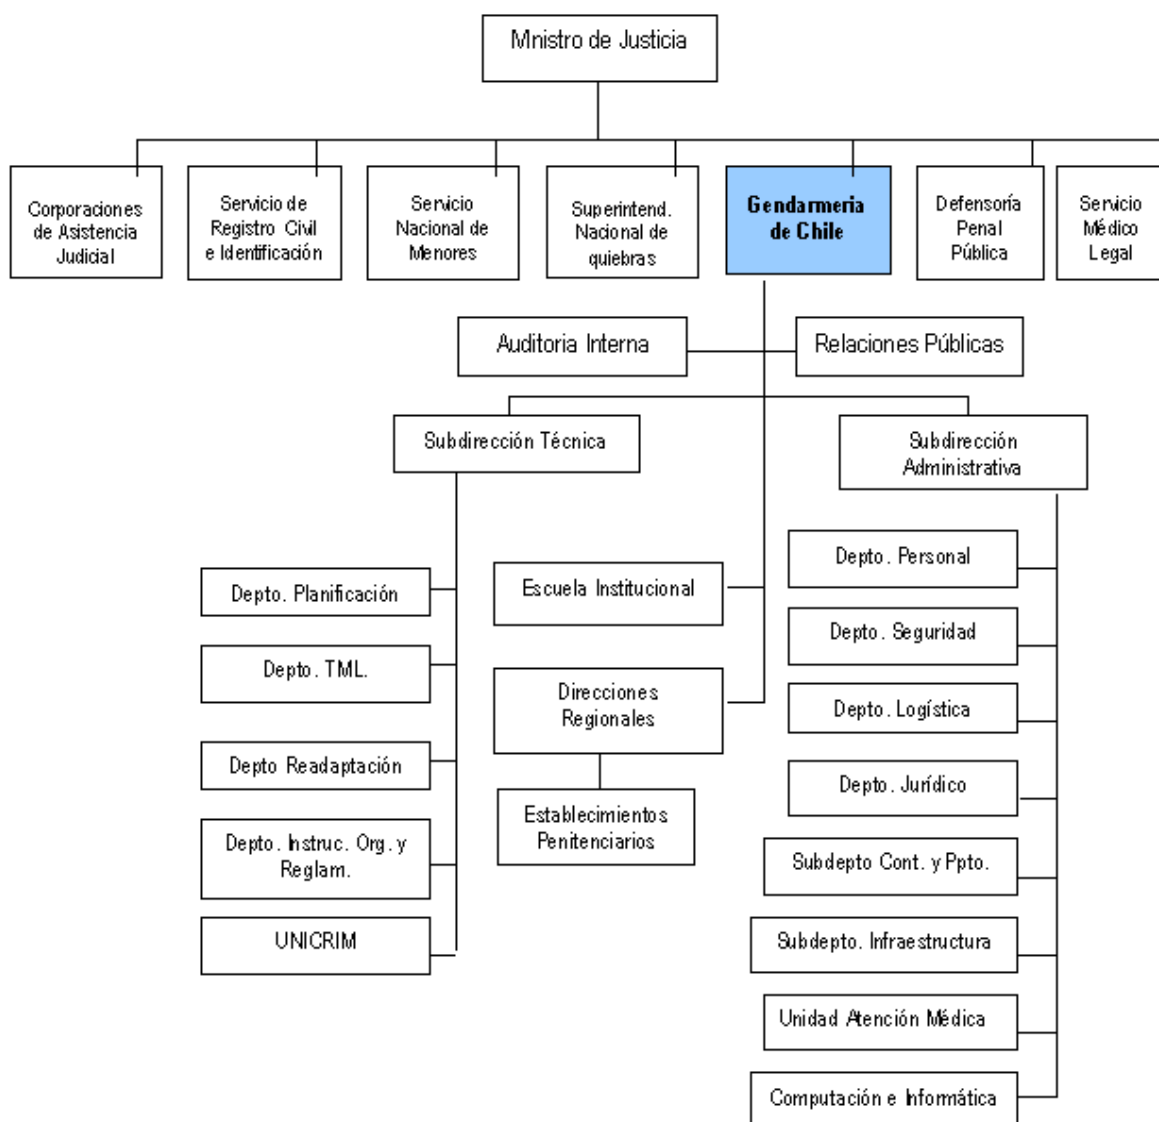 Mnistro de Justicia
Corporaciones
de Asistencia
Judicial
Servicio de
Registro Civil
e Identificación
Servicio
Nacional de
Menores
Superintend.
Nacional de
quiebras
Gendarmeria
de Chile
Defensoría
Penal
Pública
Servicio
Médico
Legal
Auditoria Interna
Relaciones Públicas
Subdirección Técnica
Subdirección
Administrativa
Depto. Planificación
Depto. TML.
Depto Readaptación
Depto. Instruc. Org. y
Reglam.
UNICRIM
Escuela Institucional
Direcciones
Regionales
Establecimientos
Penitenciarios
Depto. Personal
Depto. Seguridad
Depto. Logística
Depto. Jurídico
Subdepto Cont. y Ppto.
Subdepto. Infraestructura
Unidad Atención Médica
Computación e Informática